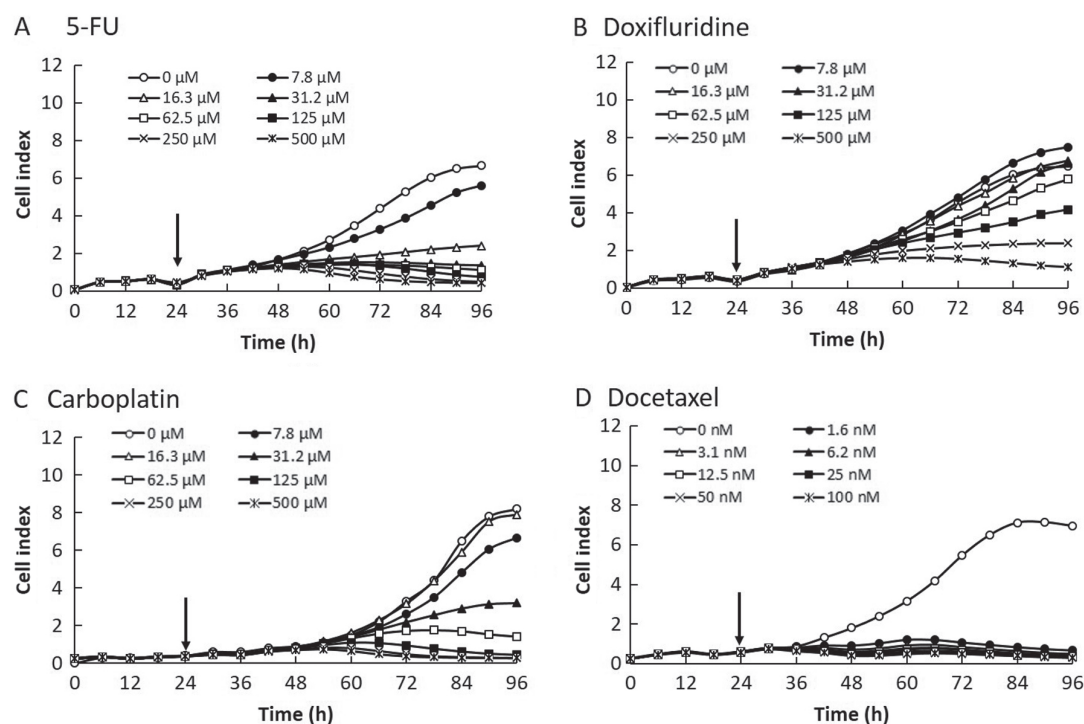 A 5-FU
12
10
8
6
4
2
0
Cell index
0 μM 7.8 μM
16.3 μM 31.2 μM
62.5 μM 125 μM
250 μM 500 μM
0 12 24 36 48 60 72 84 96
Time (h)
B Doxifluridine
12
10
8
6
4
2
0
Cell index
0 μM 7.8 μM
16.3 μM 31.2 μM
62.5 μM 125 μM
250 μM 500 μM
0 12 24 36 48 60 72 84 96
Time (h)
C Carboplatin
12
10
8
6
4
2
0
Cell index
0 μM 7.8 μM
16.3 μM 31.2 μM
62.5 μM 125 μM
250 μM 500 μM
0 12 24 36 48 60 72 84 96
Time (h)
D Docetaxel
12
10
8
6
4
2
0
Cell index
0 nM 1.6 nM
3.1 nM 6.2 nM
12.5 nM 25 nM
50 nM 100 nM
0 12 24 36 48 60 72 84 96
Time (h)